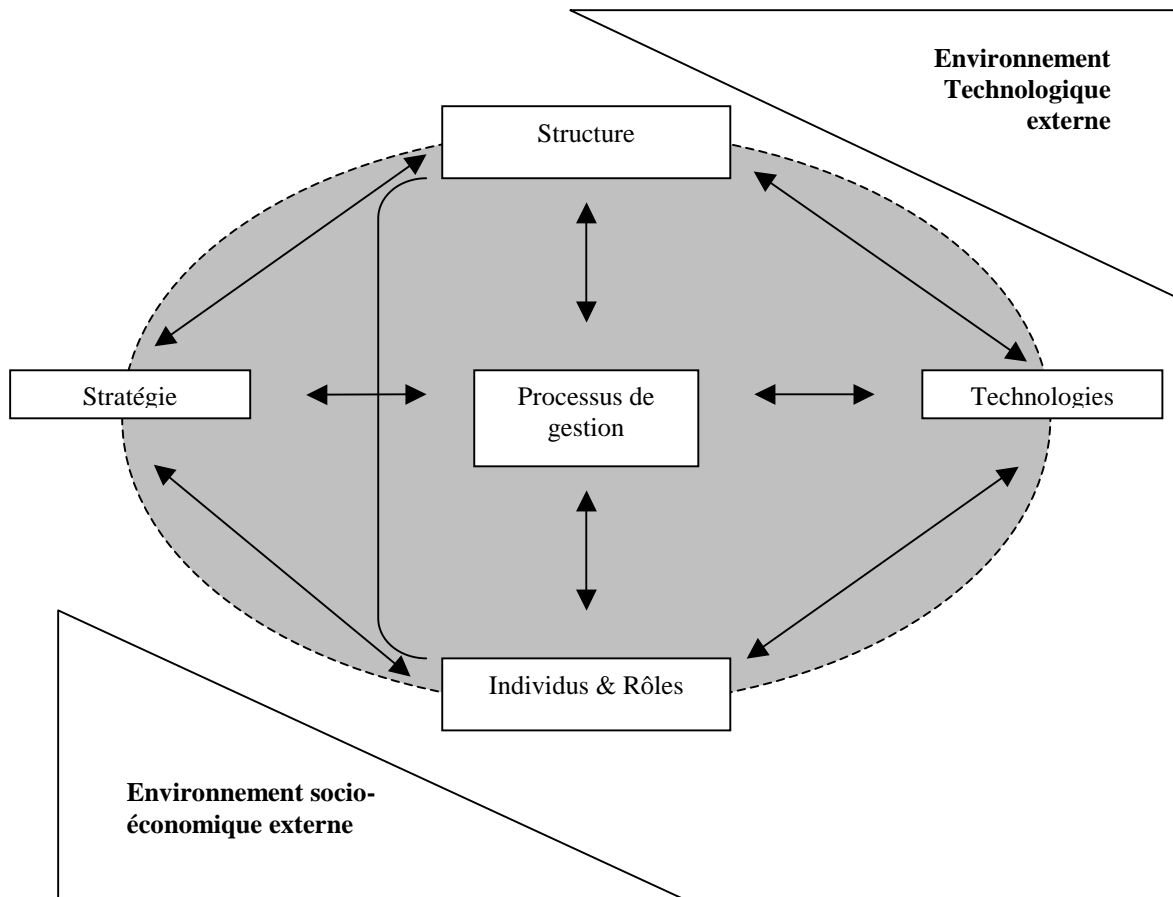 Environnement
Technologique
externe
Structure
Stratégie
Processus de
gestion
Technologies
Individus & Rôles
Environnement socio-
économique externe